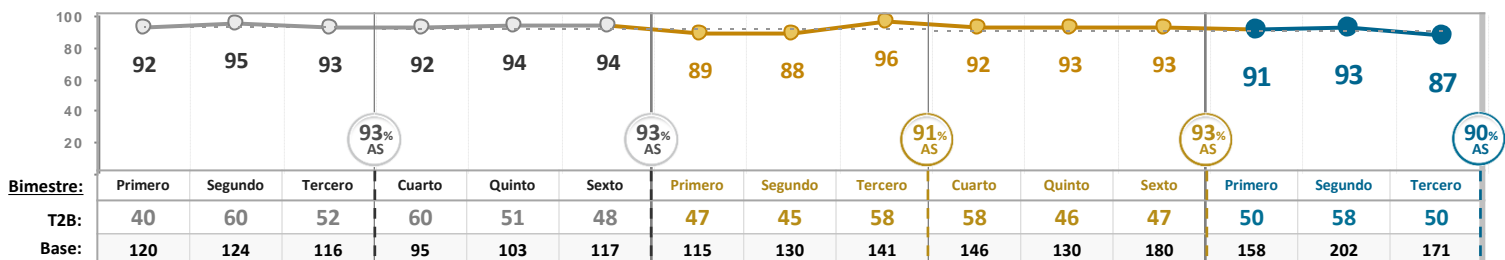 100
80
60
40
20
92 95 93 92 94 94 89 88 96 92 93 93 91 93 87
93% AS 93% AS 91% AS 93% AS 90% AS
Bimestre: Primero Segundo Tercero Cuarto Quinto Sexto Primero Segundo Tercero Cuarto Quinto Sexto Primero Segundo Tercero
T2B: 40 60 52 60 51 48 47 45 58 58 46 47 50 58 50
Base: 120 124 116 95 103 117 115 130 141 146 130 180 158 202 171